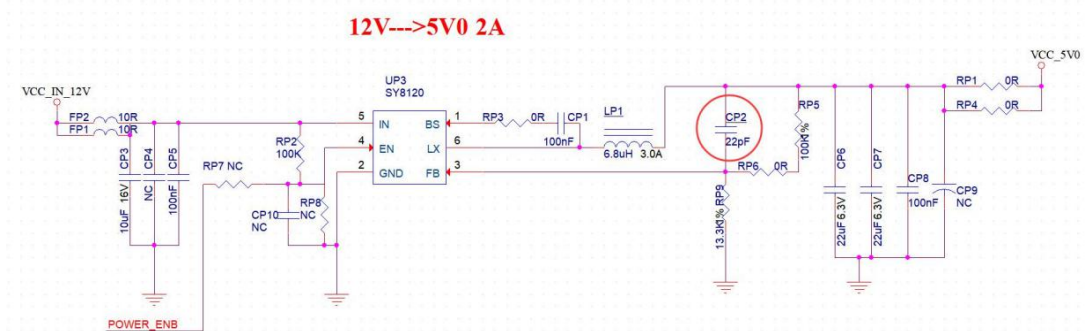 12V--->5V0 2A
VCC_5V0
VCC_IN_12V
UP3
SY8120
FP2 10R
FP1 10R
5 IN
BS 1
RP3 0R
CP1
100nF
LP1
6.8uH 3.0A
CP2
22pF
RP5
100K1%
RP1 0R
RP4 0R
RP2
100K
4 EN
LX 6
2 GND
FB 3
RP6 0R
CP3
10uF 16V
CP4
NC
CP5
100nF
RP7 NC
CP10
NC
RP8
NC
RP9
13.3K1%
CP6
22uF 6.3V
CP7
22uF 6.3V
CP8
100nF
CP9
NC
POWER_ENB